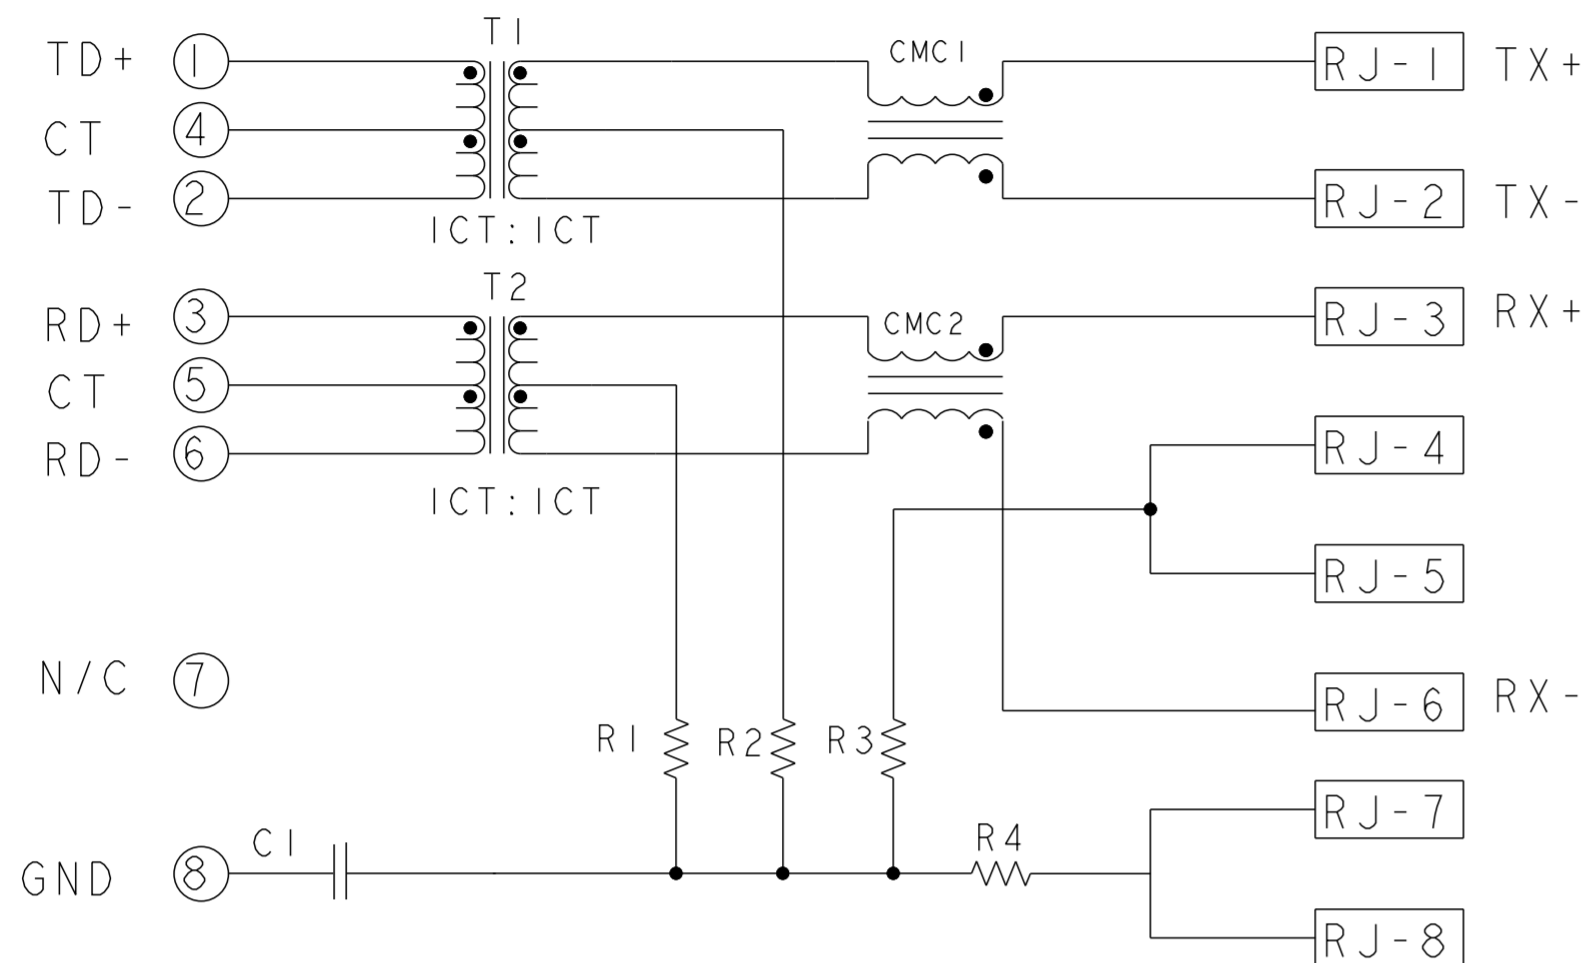 T1
TD+ 1 CMC1 RJ-1 TX+
CT 4
TD- 2 RJ-2 TX-
1CT:1CT
T2
RD+ 3 CMC2 RJ-3 RX+
CT 5
RD- 6 RJ-4
1CT:1CT
RJ-5
N/C 7 RJ-6 RX-
R1 R2 R3
RJ-7
C1 R4
GND 8
RJ-8